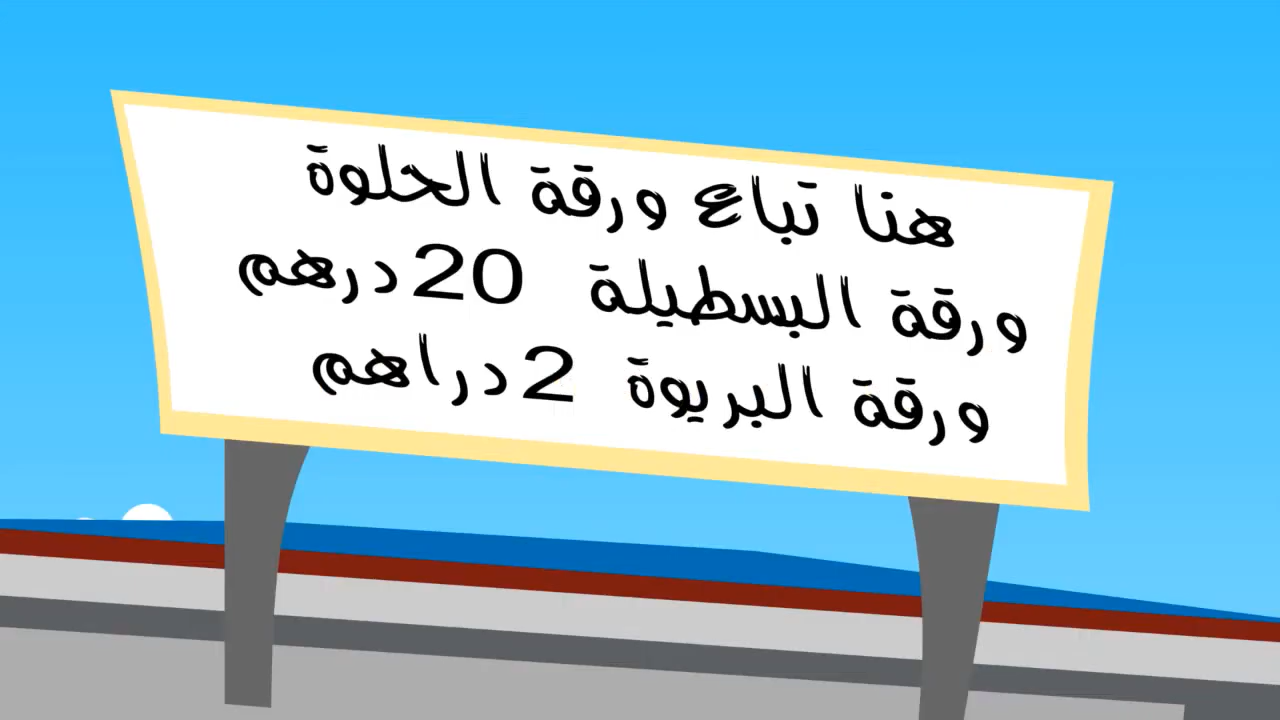 هنا تباع ورقة الحلوة
ورقة البسطيلة 20درهم
ورقة البريوة 2دراهم